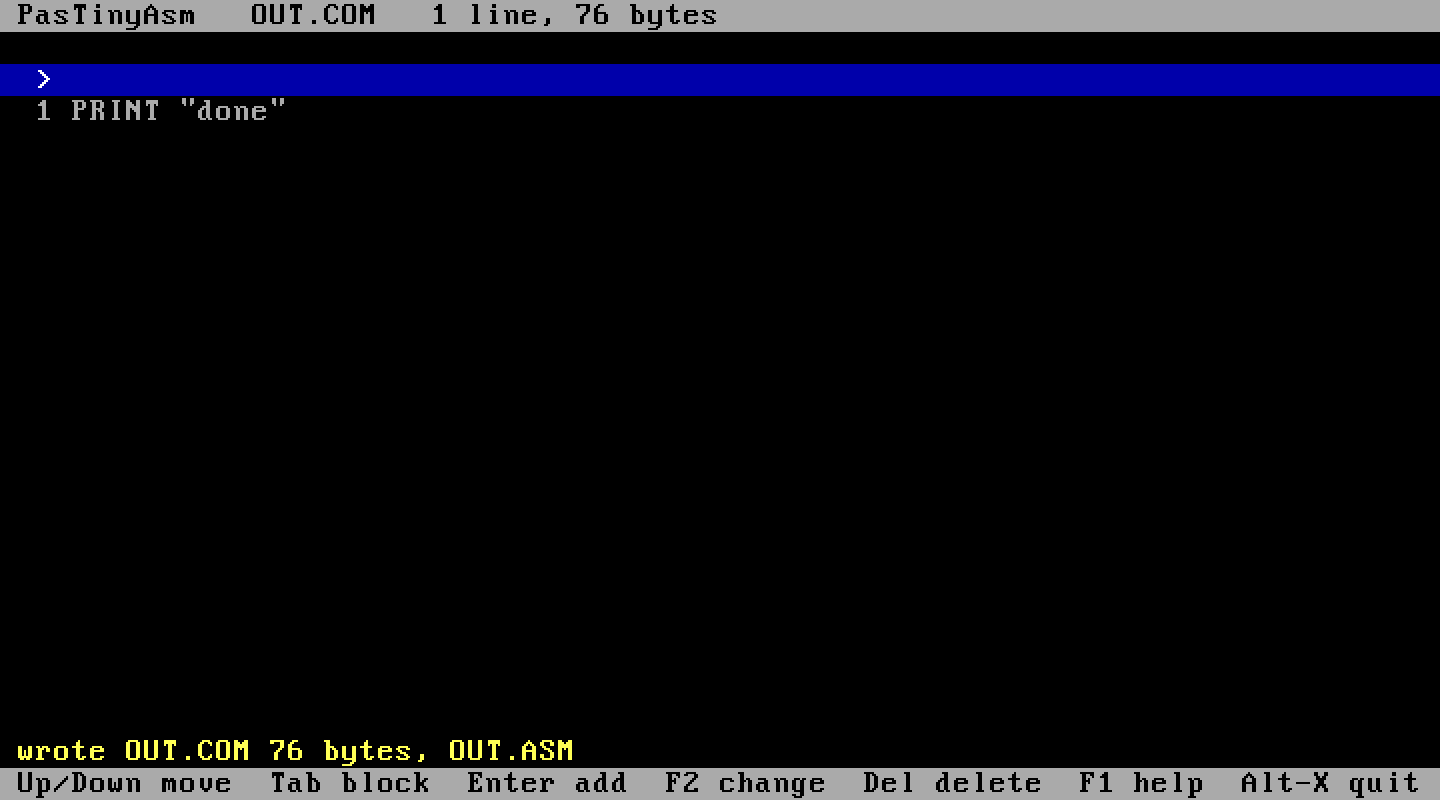 PasTinyAsm   OUT.COM   1 line, 76 bytes
>
1 PRINT "done"
wrote OUT.COM 76 bytes, OUT.ASM
Up/Down move  Tab block  Enter add  F2 change  Del delete  F1 help  Alt-X quit